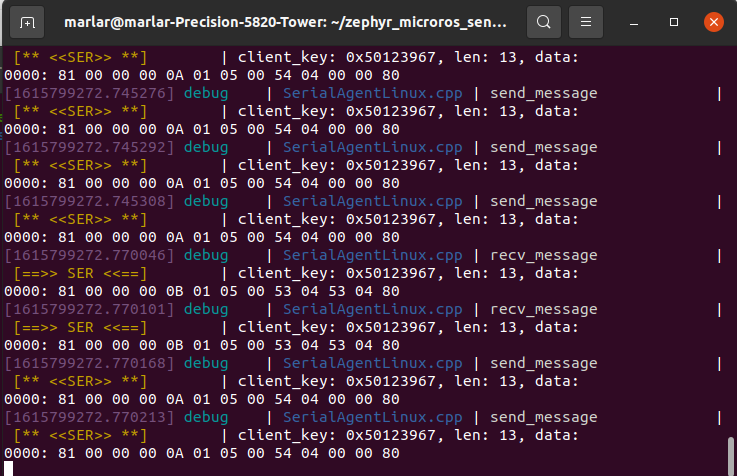 marlar@marlar-Precision-5820-Tower: ~/zephyr_microros_sen...
[** <<SER>> **] | client_key: 0x50123967, len: 13, data:
0000: 81 00 00 00 0A 01 05 00 54 04 00 00 80
[1615799272.745276] debug | SerialAgentLinux.cpp | send_message |
[** <<SER>> **] | client_key: 0x50123967, len: 13, data:
0000: 81 00 00 00 0A 01 05 00 54 04 00 00 80
[1615799272.745292] debug | SerialAgentLinux.cpp | send_message |
[** <<SER>> **] | client_key: 0x50123967, len: 13, data:
0000: 81 00 00 00 0A 01 05 00 54 04 00 00 80
[1615799272.745308] debug | SerialAgentLinux.cpp | send_message |
[** <<SER>> **] | client_key: 0x50123967, len: 13, data:
0000: 81 00 00 00 0A 01 05 00 54 04 00 00 80
[1615799272.770046] debug | SerialAgentLinux.cpp | recv_message |
[==>> SER <<==] | client_key: 0x50123967, len: 13, data:
0000: 81 00 00 00 0B 01 05 00 53 04 53 04 80
[1615799272.770101] debug | SerialAgentLinux.cpp | recv_message |
[==>> SER <<==] | client_key: 0x50123967, len: 13, data:
0000: 81 00 00 00 0B 01 05 00 53 04 53 04 80
[1615799272.770168] debug | SerialAgentLinux.cpp | send_message |
[** <<SER>> **] | client_key: 0x50123967, len: 13, data:
0000: 81 00 00 00 0A 01 05 00 54 04 00 00 80
[1615799272.770213] debug | SerialAgentLinux.cpp | send_message |
[** <<SER>> **] | client_key: 0x50123967, len: 13, data:
0000: 81 00 00 00 0A 01 05 00 54 04 00 00 80